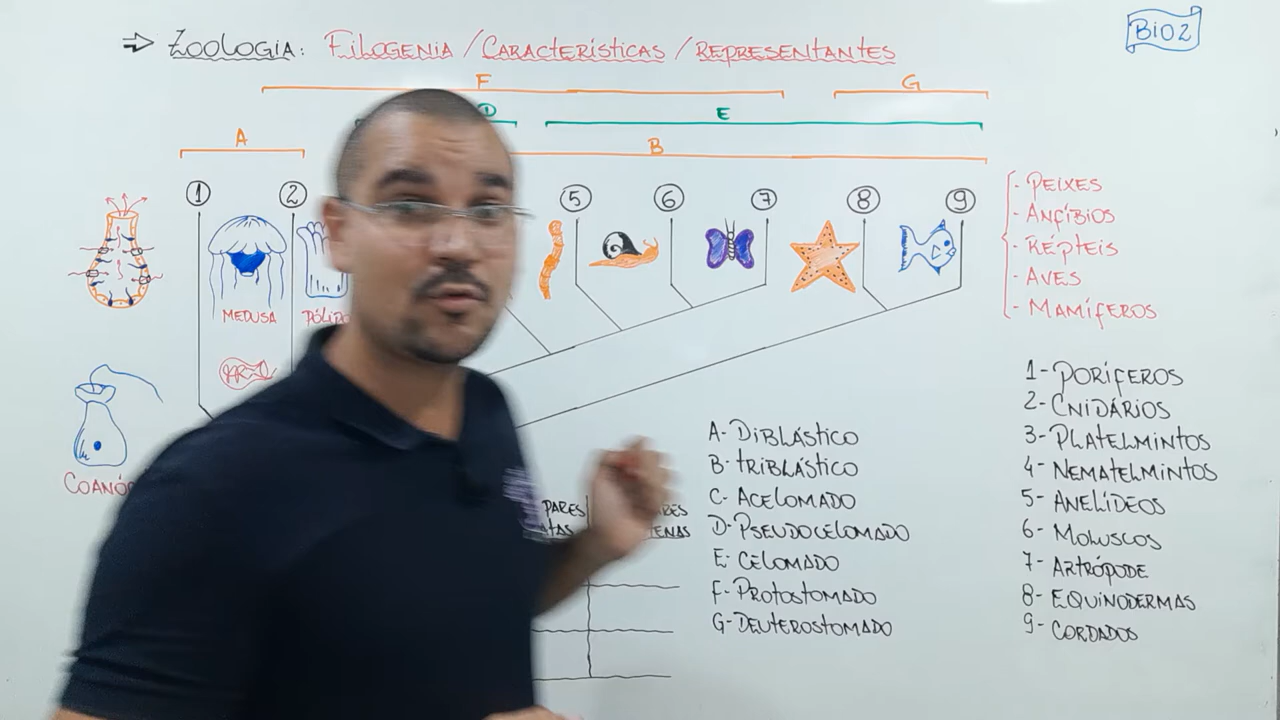 ⇒ ZOOLOGIA: FILOGENIA / CARACTERÍSTICAS / REPRESENTANTES
BIO2
F
G
D
E
A
B
1
2
5
6
7
8
9
MEDUSA
- PEIXES
- ANFÍBIOS
- RÉPTEIS
- AVES
- MAMÍFEROS
1- PORÍFEROS
2- CNIDÁRIOS
3- PLATELMINTOS
4- NEMATELMINTOS
5- ANELÍDEOS
6- MOLUSCOS
7- ARTRÓPODE
8- EQUINODERMAS
9- CORDADOS
A- DIBLÁSTICO
B- TRIBLÁSTICO
C- ACELOMADO
D- PSEUDOCELOMADO
E- CELOMADO
F- PROTOSTOMADO
G- DEUTEROSTOMADO
PARES